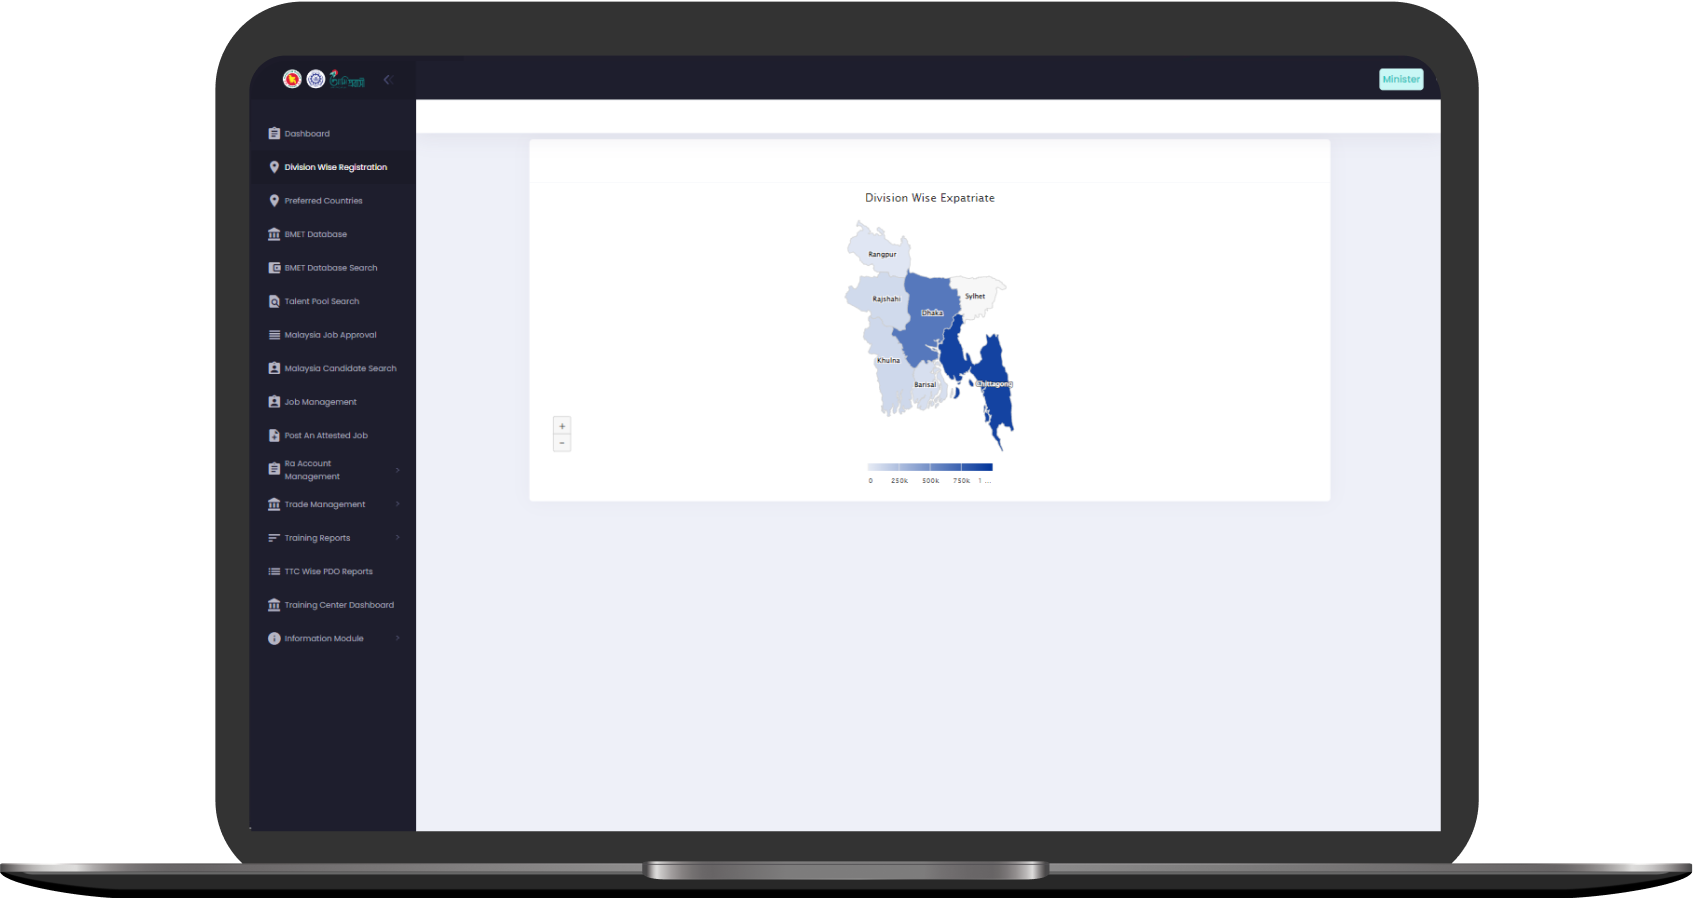 Minister
Dashboard
Division Wise Registration
Preferred Countries
BMET Database
BMET Database Search
Talent Pool Search
Malaysia Job Approval
Malaysia Candidate Search
Job Management
Post An Attested Job
Ra Account
Management
Trade Management
Training Reports
TTC Wise PDO Reports
Training Center Dashboard
Information Module
Division Wise Expatriate
Rangpur
Rajshahi
Sylhet
Dhaka
Khulna
Barisal
Chittagong
+
−
0 250k 500k 750k 1 ...